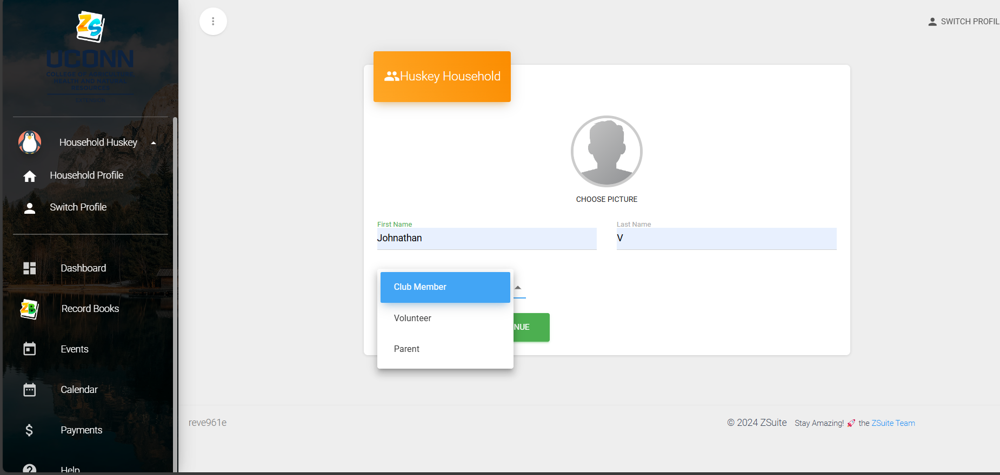 ZS
UCONN
COLLEGE OF AGRICULTURE,
HEALTH AND NATURAL
RESOURCES
EXTENSION
Household Huskey
Household Profile
Switch Profile
Dashboard
ZB
Record Books
Events
Calendar
Payments
Help
SWITCH PROFIL
Huskey Household
CHOOSE PICTURE
First Name
Johnathan
Last Name
V
Club Member
Volunteer
Parent
NUE
reve961e
© 2024 ZSuite Stay Amazing! 🚀 the ZSuite Team